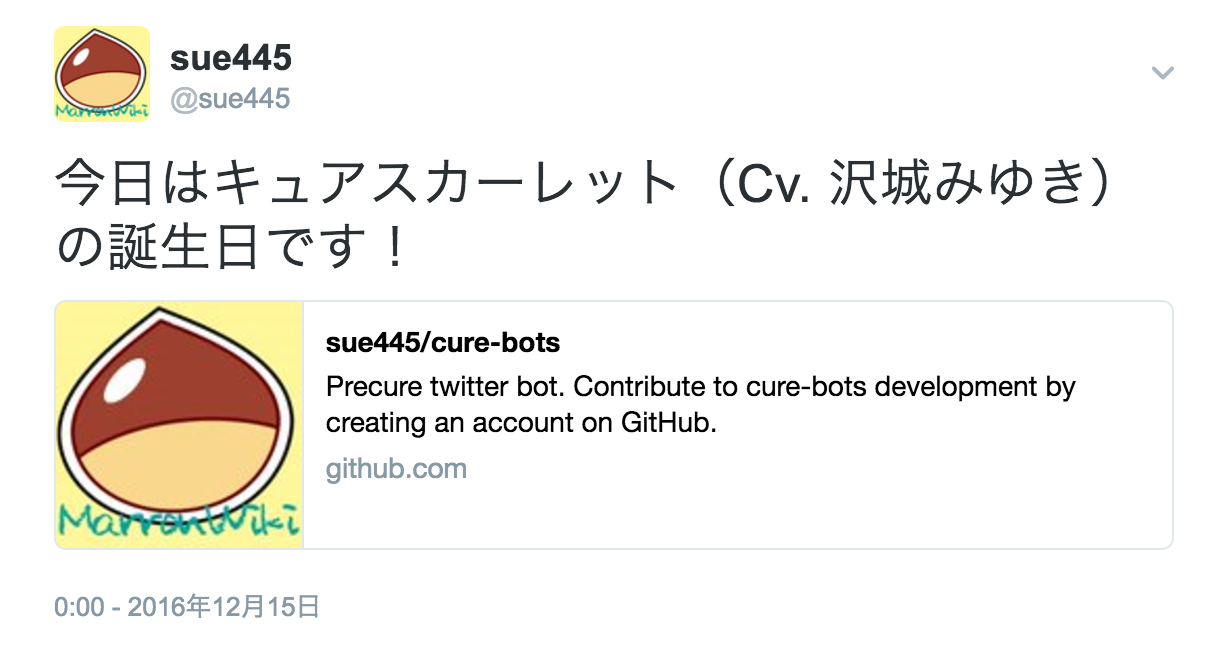 MarronWiki
sue445
@sue445
今日はキュアスカーレット（Cv. 沢城みゆき）
の誕生日です！
MarronWiki
sue445/cure-bots
Precure twitter bot. Contribute to cure-bots development by
creating an account on GitHub.
github.com
0:00 - 2016年12月15日